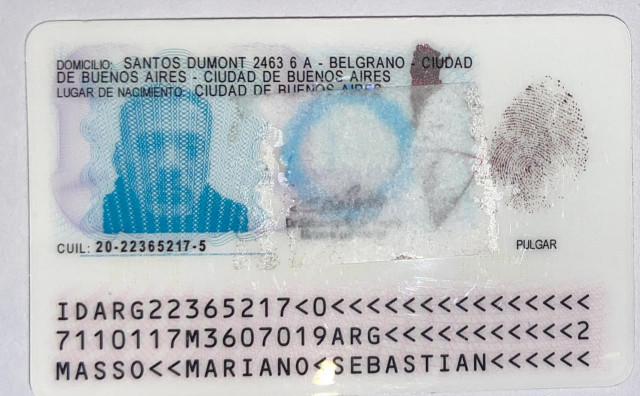 DOMICILIO: SANTOS DUMONT 2463 6 A - BELGRANO - CIUDAD
DE BUENOS AIRES - CIUDAD DE BUENOS AIRES
LUGAR DE NACIMIENTO: CIUDAD DE BUENOS AIRES
CUIL: 20-22365217-5
PULGAR
IDARG22365217<0<<<<<<<<<<<<<<<
7110117M3607019ARG<<<<<<<<<<<2
MASSO<<MARIANO<SEBASTIAN<<<<<<